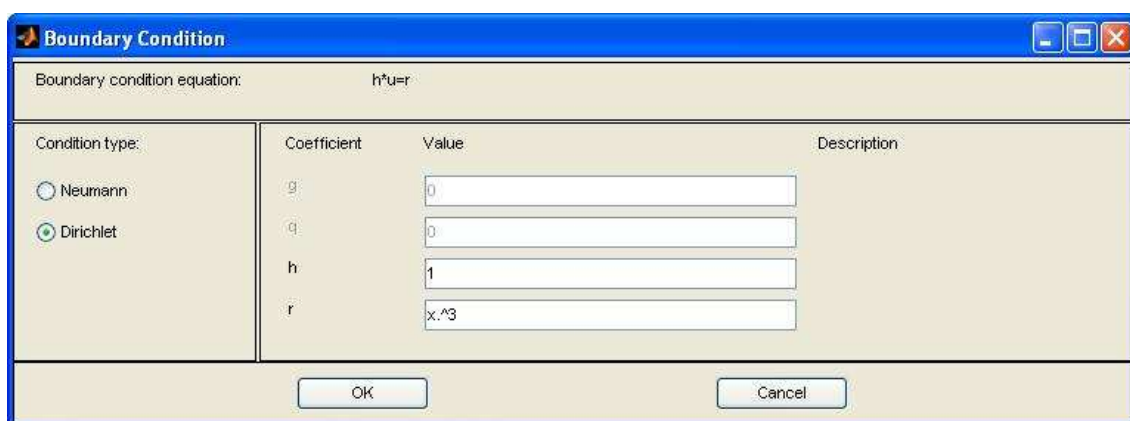 Boundary Condition
Boundary condition equation: h*u=r
Condition type: Coefficient Value Description
Neumann g 0
Dirichlet q 0
h 1
r x.^3
OK Cancel